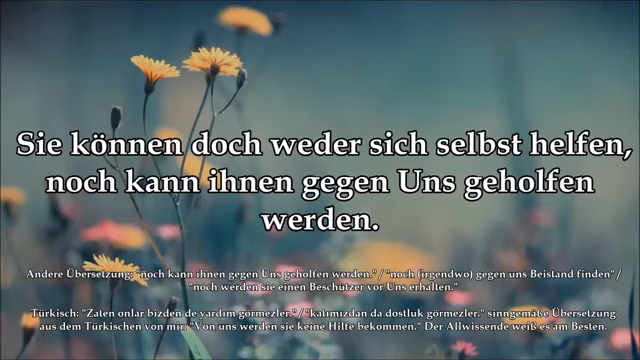 Sie können doch weder sich selbst helfen,
noch kann ihnen gegen Uns geholfen
werden.
Andere Übersetzung: "noch kann ihnen gegen Uns geholfen werden." / "noch (irgendwo) gegen uns Beistand finden" /
"noch werden sie einen Beschützer vor Uns erhalten."
Türkisch: "Zaten onlar bizden de yardim görmezler." / "katımızdan da dostluk görmezler." sinngemäße Übersetzung
aus dem Türkischen von mir "Von uns werden sie keine Hilfe bekommen." Der Allwissende weiß es am Besten.